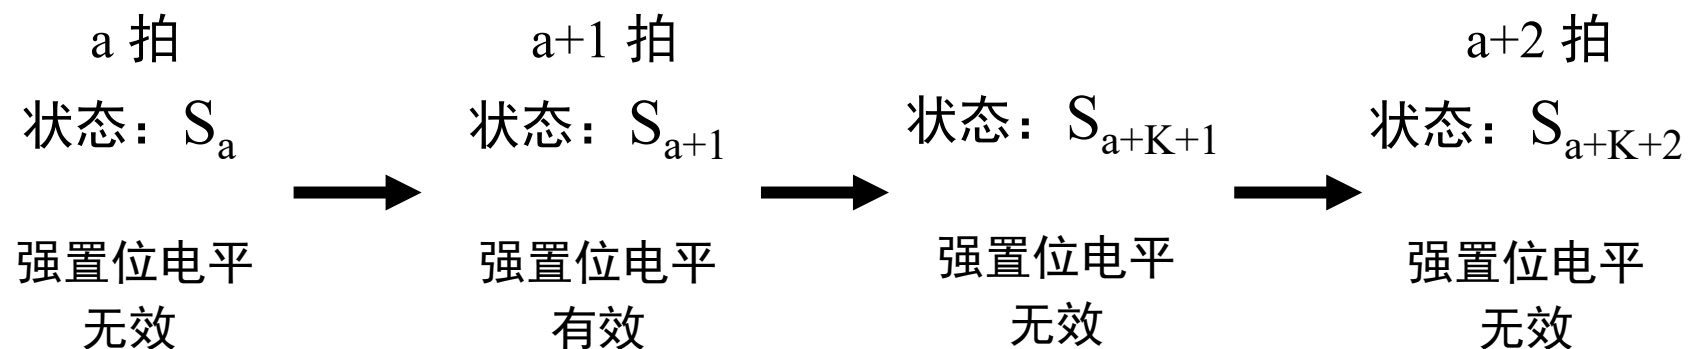 a 拍
状态：Sa
强置位电平
无效
a+1 拍
状态：Sa+1
强置位电平
有效
状态：Sa+K+1
强置位电平
无效
a+2 拍
状态：Sa+K+2
强置位电平
无效